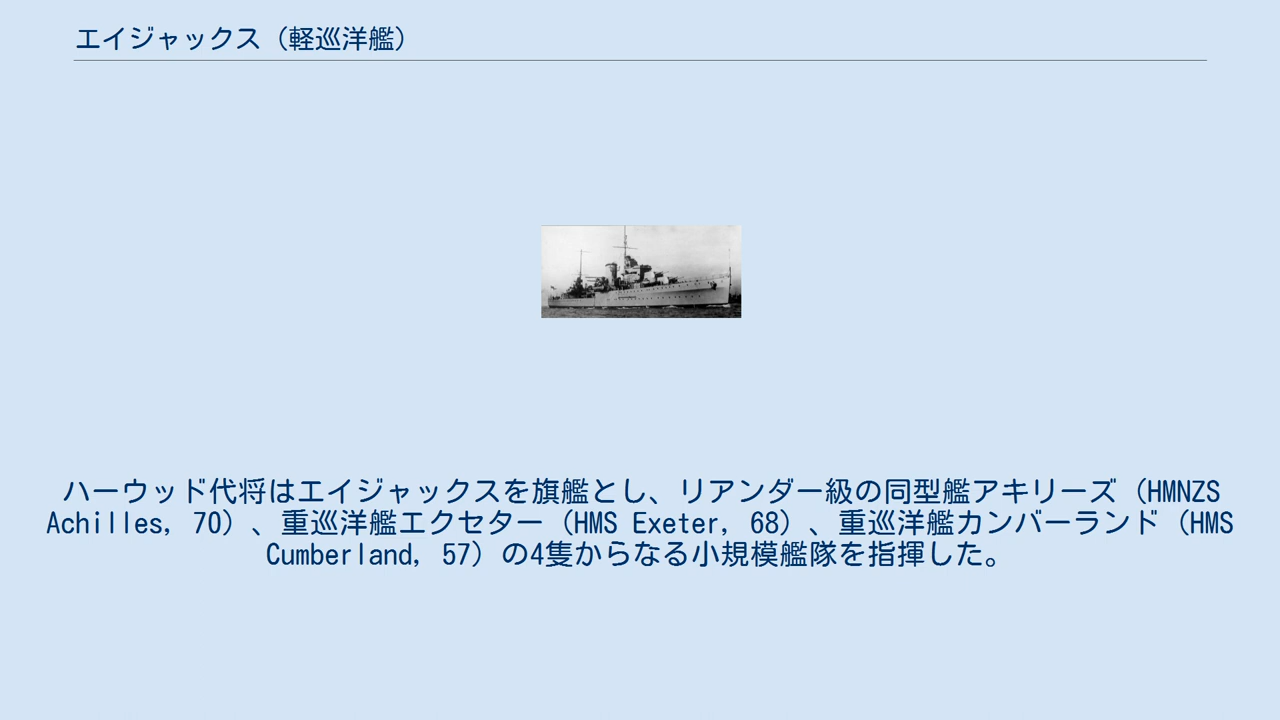 エイジャックス（軽巡洋艦）
ハーウッド代将はエイジャックスを旗艦とし、リアンダー級の同型艦アキリーズ（HMNZS
Achilles, 70）、重巡洋艦エクセター（HMS Exeter, 68）、重巡洋艦カンバーランド（HMS
Cumberland, 57）の4隻からなる小規模艦隊を指揮した。